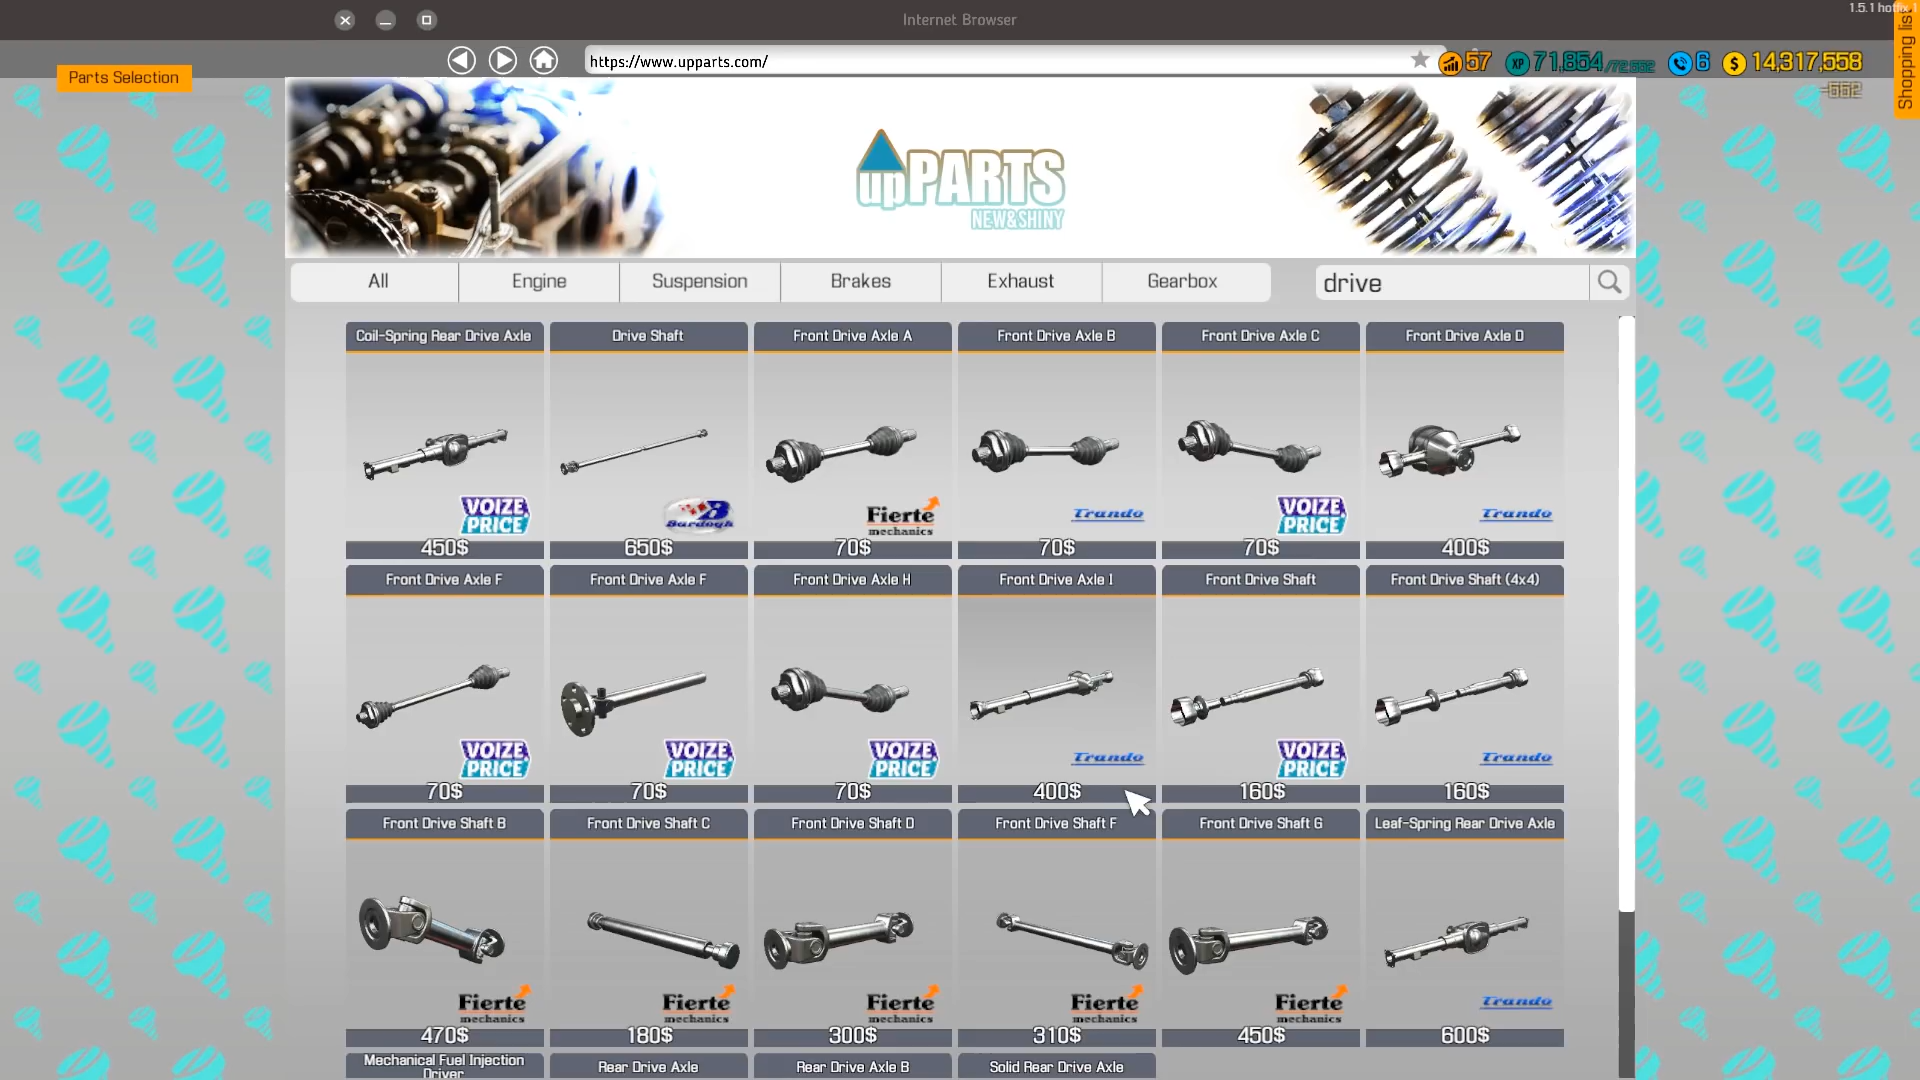 Internet Browser
1.5.1 hotfix 1
Shopping list
Parts Selection
https://www.upparts.com/
57
XP 71,854/72,652
6
$ 14,317,558
-552
upPARTS
NEW&SHINY
All
Engine
Suspension
Brakes
Exhaust
Gearbox
drive
Coil-Spring Rear Drive Axle
Drive Shaft
Front Drive Axle A
Front Drive Axle B
Front Drive Axle C
Front Drive Axle D
VOIZE PRICE
Bardogh
Fierte mechanics
Trando
VOIZE PRICE
Trando
450$
650$
70$
70$
70$
400$
Front Drive Axle F
Front Drive Axle F
Front Drive Axle H
Front Drive Axle I
Front Drive Shaft
Front Drive Shaft (4x4)
VOIZE PRICE
VOIZE PRICE
VOIZE PRICE
Trando
VOIZE PRICE
Trando
70$
70$
70$
400$
160$
160$
Front Drive Shaft B
Front Drive Shaft C
Front Drive Shaft D
Front Drive Shaft F
Front Drive Shaft G
Leaf-Spring Rear Drive Axle
Fierte mechanics
Fierte mechanics
Fierte mechanics
Fierte mechanics
Fierte mechanics
Trando
470$
180$
300$
310$
450$
600$
Mechanical Fuel Injection
Driver
Rear Drive Axle
Rear Drive Axle B
Solid Rear Drive Axle